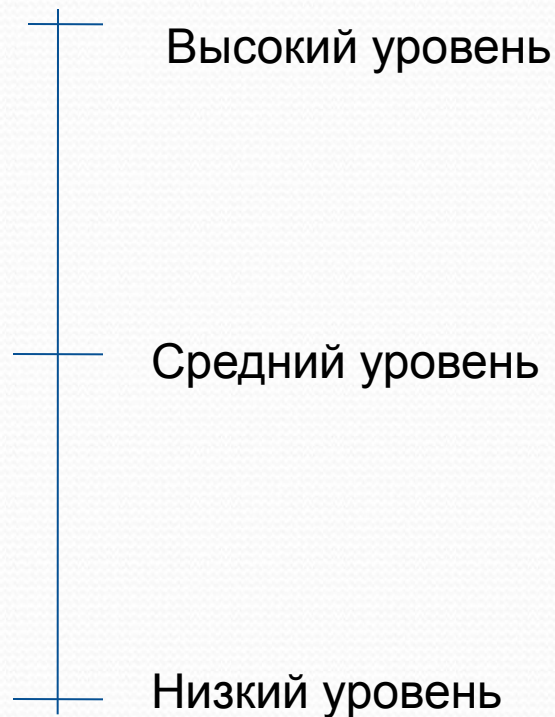 Высокий уровень
Средний уровень
Низкий уровень